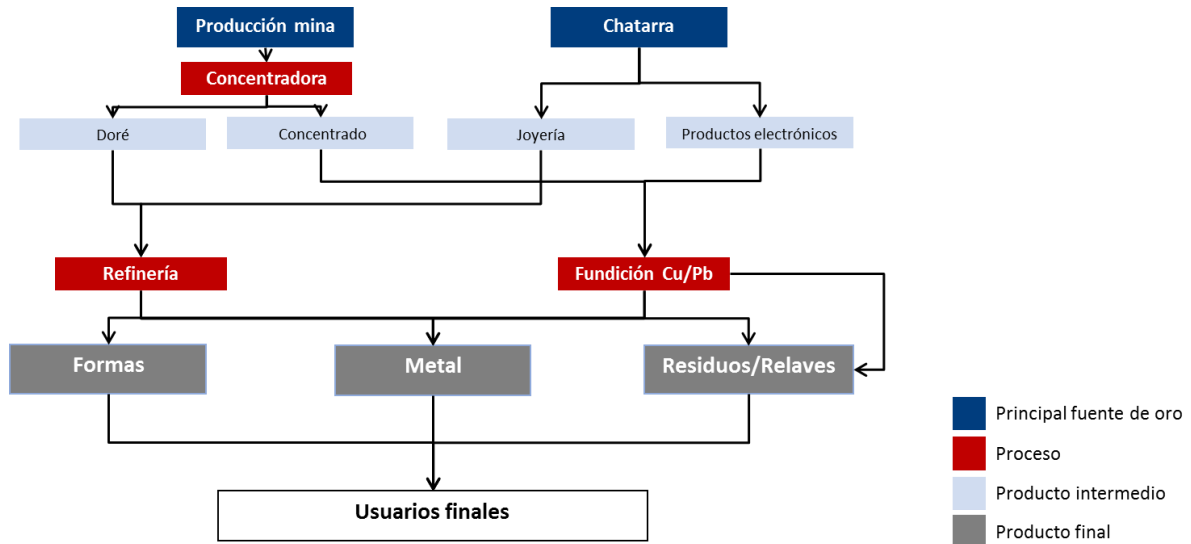 Producción mina
Chatarra
Concentradora
Doré
Concentrado
Joyería
Productos electrónicos
Refinería
Fundición Cu/Pb
Formas
Metal
Residuos/Relaves
Principal fuente de oro
Proceso
Producto intermedio
Producto final
Usuarios finales